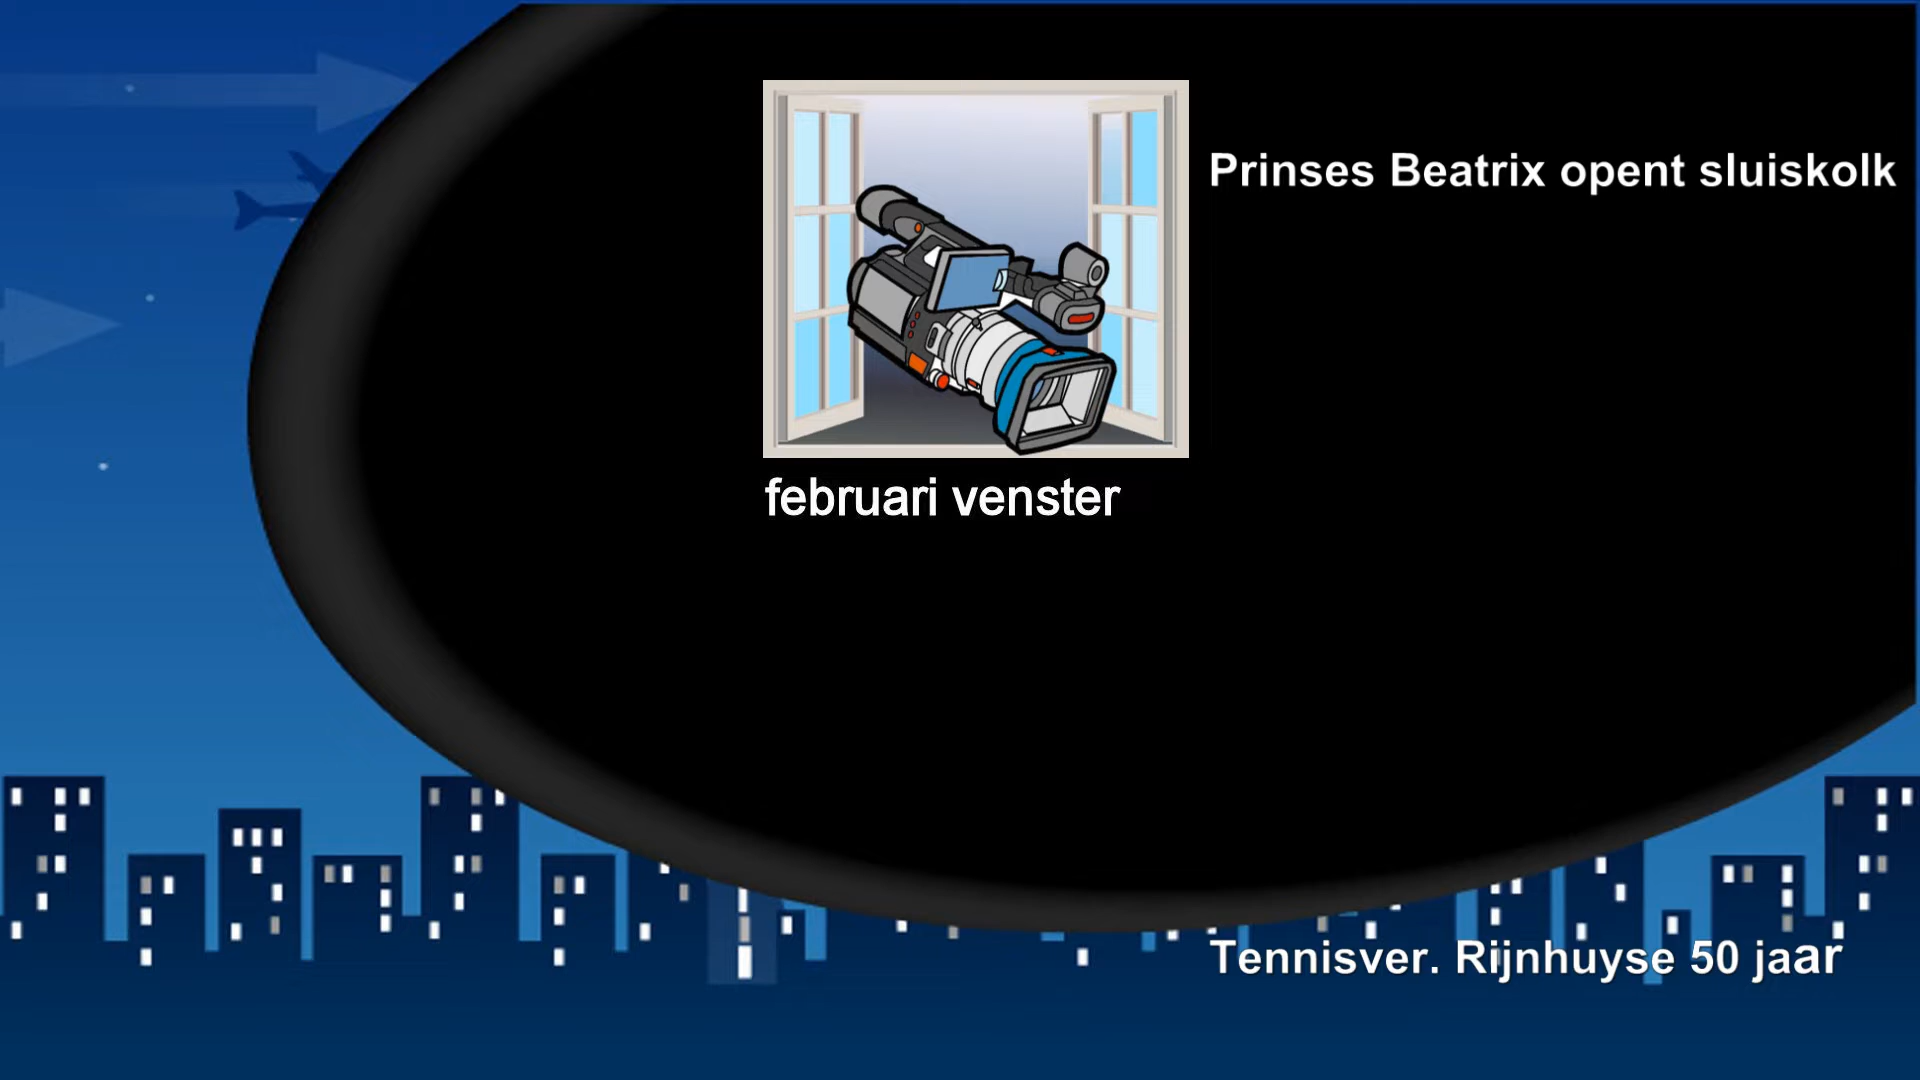 Prinses Beatrix opent sluiskolk
februari venster
Tennisver. Rijnhuyse 50 jaar